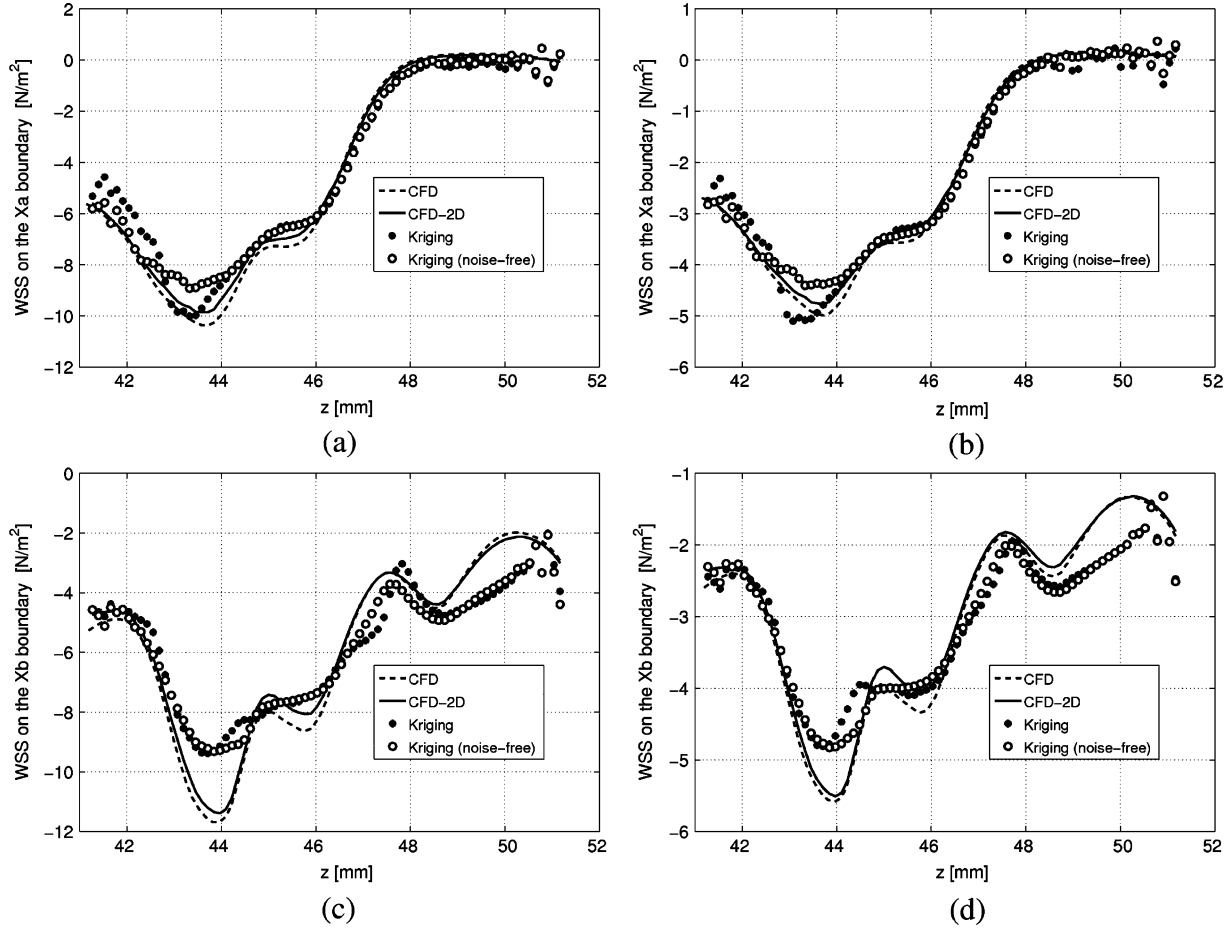 2
0
−2
−4
−6
−8
−10
−12
42
44
46
48
50
52
WSS on the Xa boundary [N/m²]
z [mm]
CFD
CFD−2D
Kriging
Kriging (noise−free)
(a)
1
0
−1
−2
−3
−4
−5
−6
42
44
46
48
50
52
WSS on the Xa boundary [N/m²]
z [mm]
CFD
CFD−2D
Kriging
Kriging (noise−free)
(b)
0
−2
−4
−6
−8
−10
−12
42
44
46
48
50
52
WSS on the Xb boundary [N/m²]
z [mm]
CFD
CFD−2D
Kriging
Kriging (noise−free)
(c)
−1
−2
−3
−4
−5
−6
42
44
46
48
50
52
WSS on the Xb boundary [N/m²]
z [mm]
CFD
CFD−2D
Kriging
Kriging (noise−free)
(d)